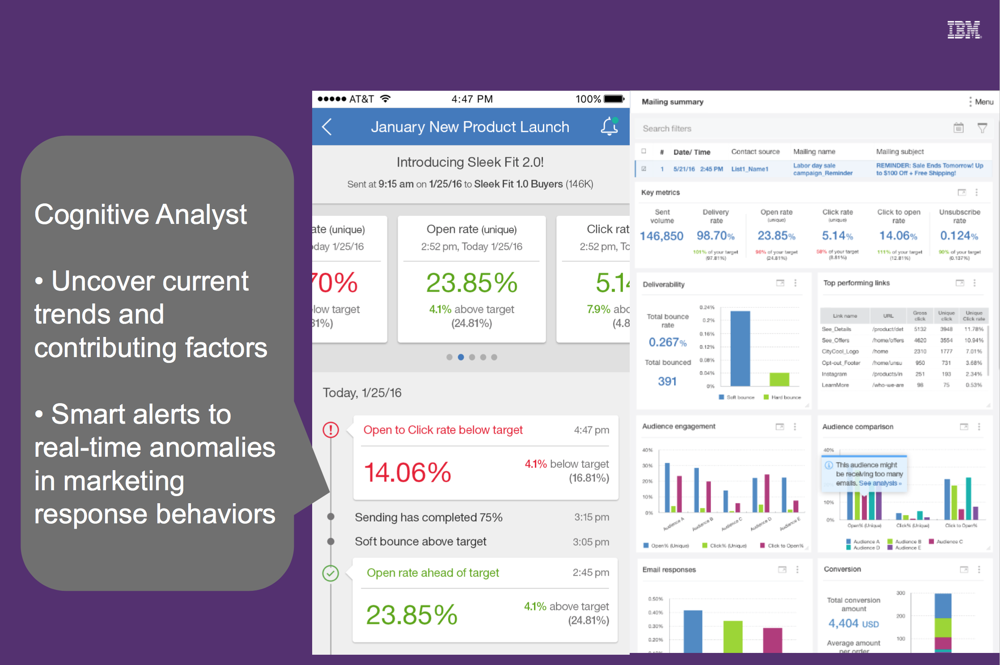 IBM
Cognitive Analyst
• Uncover current
trends and
contributing factors
• Smart alerts to
real-time anomalies
in marketing
response behaviors
AT&T
4:47 PM
100%
January New Product Launch
Introducing Sleek Fit 2.0!
Sent at 9:15 am on 1/25/16 to Sleek Fit 1.0 Buyers (146K)
ate (unique)
day 1/25/16
70%
low target
81%)
Open rate (unique)
2:52 pm, Today 1/25/16
23.85%
4.1% above target
(24.81%)
Click rat
2:52 pm, To
5.14
7.9% abo
(4.8
Today, 1/25/16
Open to Click rate below target 4:47 pm
14.06%
4.1% below target
(16.81%)
Sending has completed 75% 3:15 pm
Soft bounce above target 3:05 pm
Open rate ahead of target 2:45 pm
23.85%
4.1% above target
(24.81%)
Mailing summary
Menu
Search filters
# Date/ Time Contact source Mailing name Mailing subject
1 5/21/16 2:45 PM List1_Name1
Labor day sale
campaign_Reminder
REMINDER: Sale Ends Tomorrow! Up
to $100 Off + Free Shipping!
Key metrics
Sent
volume
146,850
Delivery
rate
98.70%
101% of your target
(97.81%)
Open rate
(unique)
23.85%
96% of your target
(24.81%)
Click rate
(unique)
5.14%
58% of your target
(8.81%)
Click to open
rate
14.06%
111% of your target
(12.81%)
Unsubscribe
rate
0.124%
90% of your target
(0.137%)
Deliverability
Total bounce
rate
0.267%
Total bounced
391
0.24%
0.2%
0.16%
0.12%
0.08%
0.04%
0%
Soft bounce Hard bounce
Top performing links
Link name URL Gross click Unique click Unique Click rate
See_Details /product/det 5132 3948 11.78%
See_Offers /home/offers 4620 3554 10.94%
CityCool_Logo /home 2310 1777 7.01%
Opt-out_Footer /home/unsu 950 731 3.68%
Instagram /products/in 251 193 2.34%
LearnMore /who-we-are 98 75 0.53%
Audience engagement
40%
30%
20%
10%
0%
Audience A Audience B Audience C Audience D Audience E
Open% (Unique) Click% (Unique) Click to Open%
Audience comparison
40%
This audience might
be receiving too many
emails. See analysis »
10%
0%
Open% (Unique) Click% (Unique) Click to Open%
Audience A Audience B Audience C
Audience D Audience E
Email responses
0.50%
0.40%
0.30%
0.20%
Conversion
Total conversion
amount
4,404 USD
Average amount
per order
300
200
100